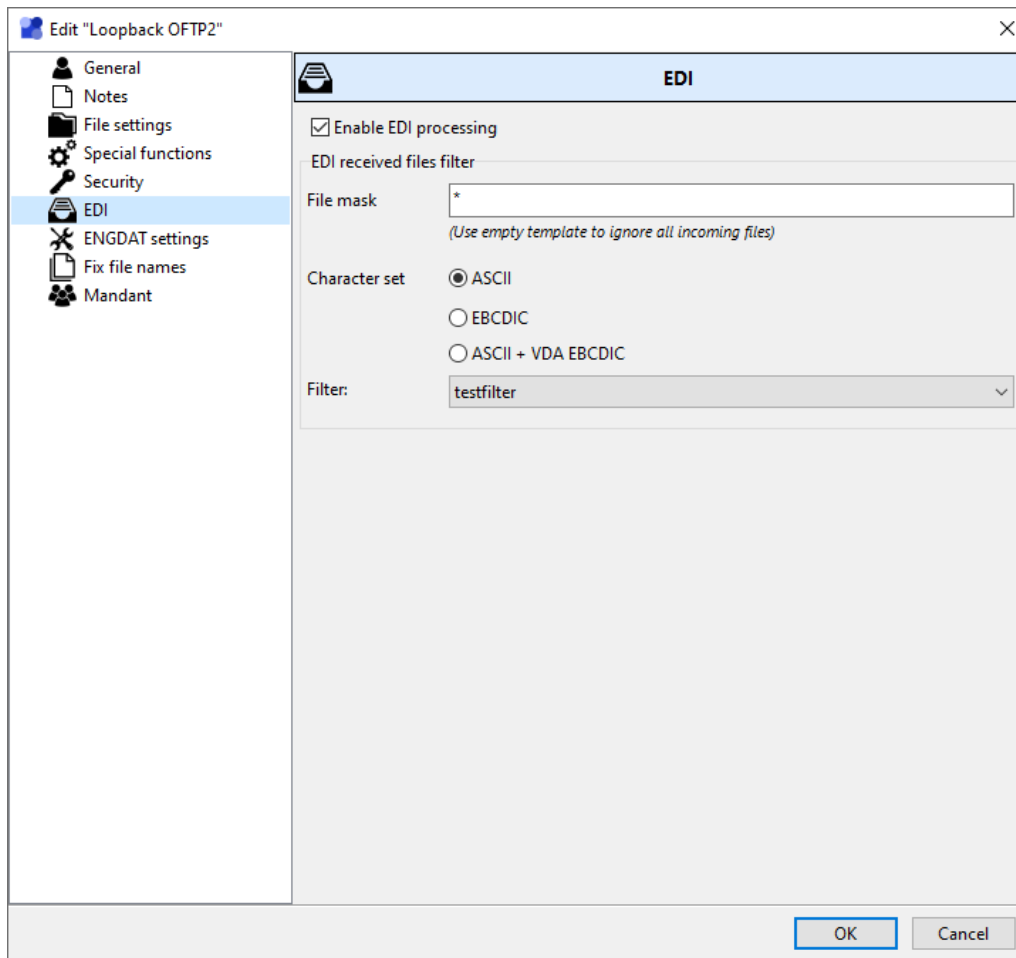 Edit "Loopback OFTP2"
General
Notes
File settings
Special functions
Security
EDI
ENGDAT settings
Fix file names
Mandant
EDI
Enable EDI processing
EDI received files filter
File mask
*
(Use empty template to ignore all incoming files)
Character set
ASCII
EBCDIC
ASCII + VDA EBCDIC
Filter:
testfilter
OK
Cancel